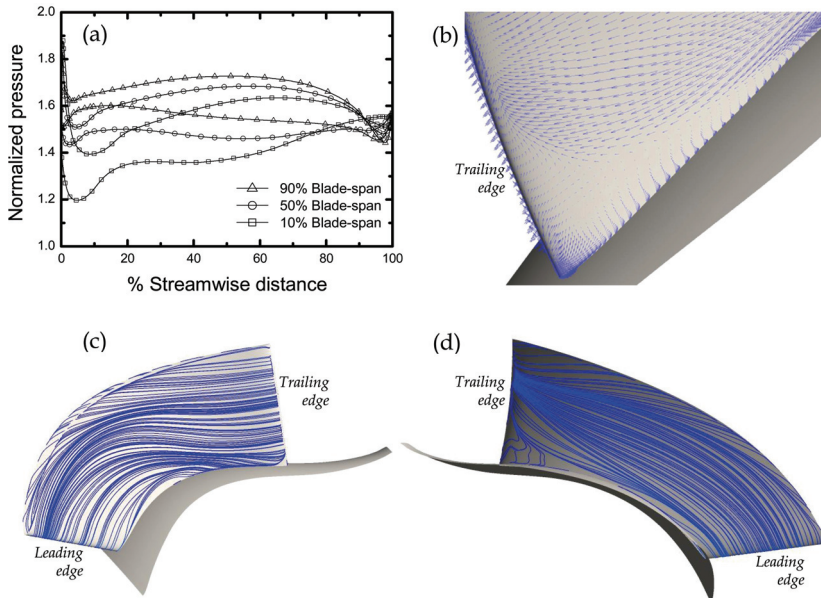 (a)
Normalized pressure
2.0
1.8
1.6
1.4
1.2
1.0
0 20 40 60 80 100
% Streamwise distance
90% Blade-span
50% Blade-span
10% Blade-span
(b)
Trailing
edge
(c)
Trailing
edge
Leading
edge
(d)
Trailing
edge
Leading
edge